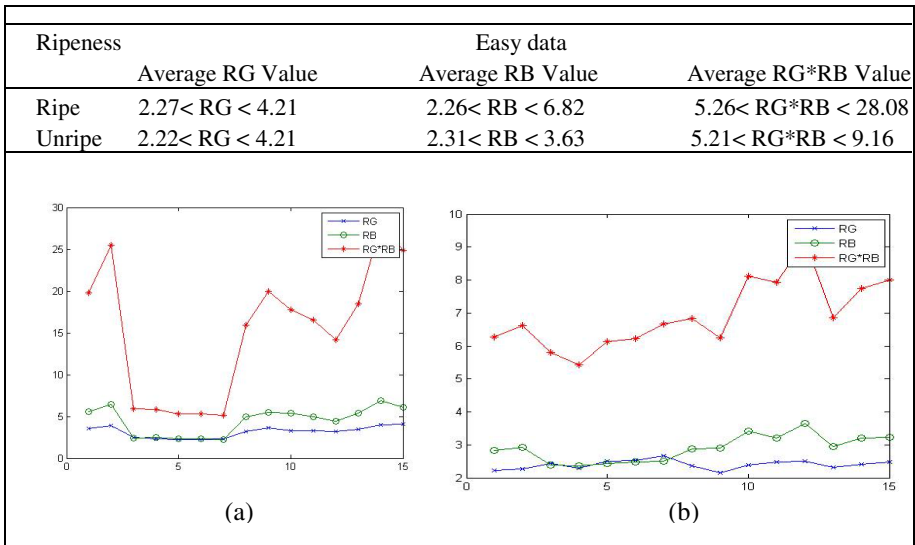 Ripeness Easy data
Average RG Value Average RB Value Average RG*RB Value
Ripe 2.27< RG < 4.21 2.26< RB < 6.82 5.26< RG*RB < 28.08
Unripe 2.22< RG < 4.21 2.31< RB < 3.63 5.21< RG*RB < 9.16
30
25
20
15
10
5
0
0 5 10 15
RG
RB
RG*RB
(a)
10
9
8
7
6
5
4
3
2
0 5 10 15
RG
RB
RG*RB
(b)